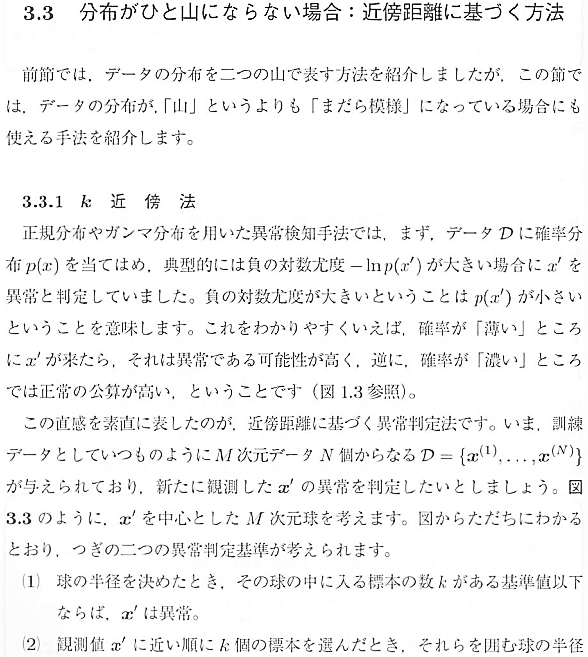 3.3 分布がひと山にならない場合：近傍距離に基づく方法
前節では，データの分布を二つの山で表す方法を紹介しましたが，この節で
は，データの分布が，「山」というよりも「まだら模様」になっている場合にも
使える手法を紹介します。
3.3.1 k 近 傍 法
正規分布やガンマ分布を用いた異常検知手法では，まず，データ 𝒟 に確率分
布 p(x) を当てはめ，典型的には負の対数尤度 −ln p(x′) が大きい場合に x′ を
異常と判定していました。負の対数尤度が大きいということは p(x′) が小さい
ということを意味します。これをわかりやすくいえば，確率が「薄い」ところ
に x′ が来たら，それは異常である可能性が高く，逆に，確率が「濃い」ところ
では正常の公算が高い，ということです（図 1.3 参照）。
この直感を素直に表したのが，近傍距離に基づく異常判定法です。いま，訓練
データとしていつものように M 次元データ N 個からなる 𝒟 = {x⁽¹⁾, . . . , x⁽ᴺ⁾}
が与えられており，新たに観測した x′ の異常を判定したいとしましょう。図
3.3 のように，x′ を中心とした M 次元球を考えます。図からただちにわかる
とおり，つぎの二つの異常判定基準が考えられます。
(1) 球の半径を決めたとき，その球の中に入る標本の数 k がある基準値以下
ならば，x′ は異常。
(2) 観測値 x′ に近い順に k 個の標本を選んだとき，それらを囲む球の半径